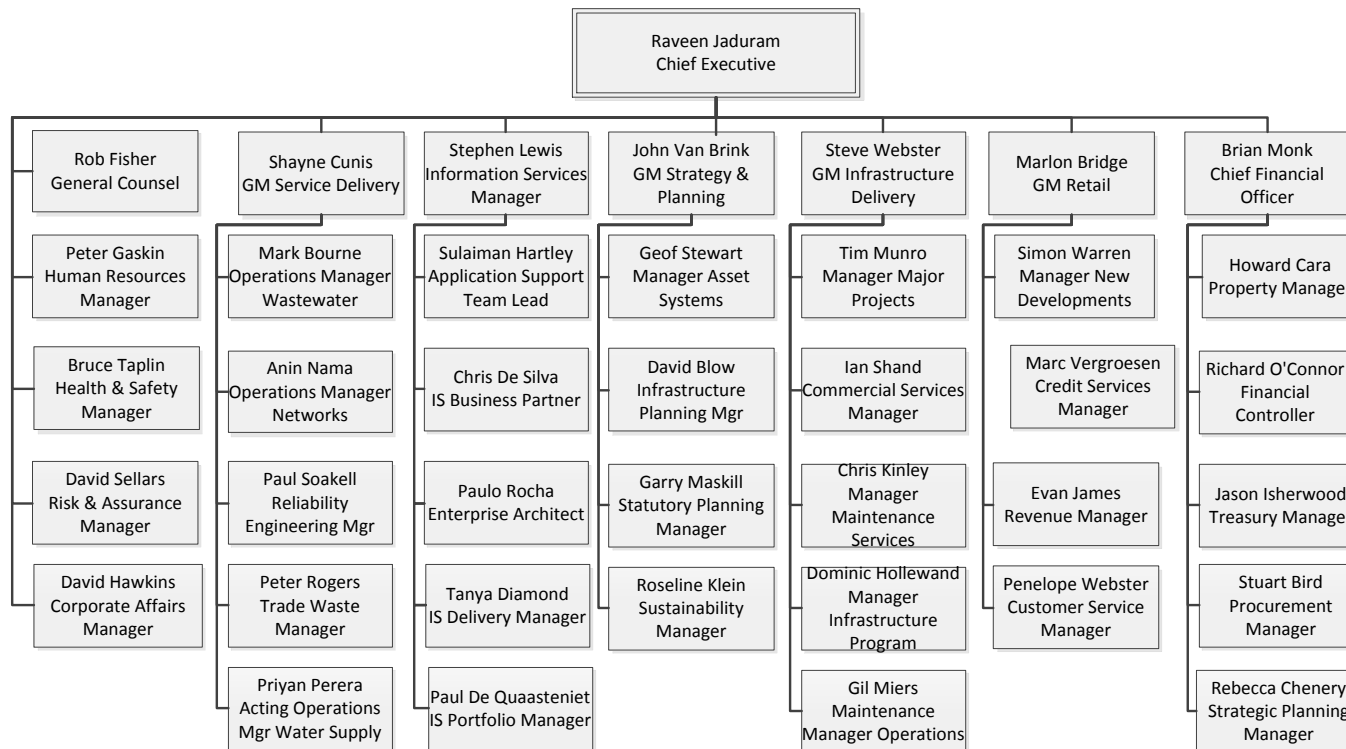 Raveen Jaduram
Chief Executive
Rob Fisher
General Counsel
Peter Gaskin
Human Resources
Manager
Bruce Taplin
Health & Safety
Manager
David Sellars
Risk & Assurance
Manager
David Hawkins
Corporate Affairs
Manager
Shayne Cunis
GM Service Delivery
Mark Bourne
Operations Manager
Wastewater
Anin Nama
Operations Manager
Networks
Paul Soakell
Reliability
Engineering Mgr
Peter Rogers
Trade Waste
Manager
Priyan Perera
Acting Operations
Mgr Water Supply
Stephen Lewis
Information Services
Manager
Sulaiman Hartley
Application Support
Team Lead
Chris De Silva
IS Business Partner
Paulo Rocha
Enterprise Architect
Tanya Diamond
IS Delivery Manager
Paul De Quaasteniet
IS Portfolio Manager
John Van Brink
GM Strategy &
Planning
Geof Stewart
Manager Asset
Systems
David Blow
Infrastructure
Planning Mgr
Garry Maskill
Statutory Planning
Manager
Roseline Klein
Sustainability
Manager
Steve Webster
GM Infrastructure
Delivery
Tim Munro
Manager Major
Projects
Ian Shand
Commercial Services
Manager
Chris Kinley
Manager
Maintenance
Services
Dominic Hollewand
Manager
Infrastructure
Program
Gil Miers
Maintenance
Manager Operations
Marlon Bridge
GM Retail
Simon Warren
Manager New
Developments
Marc Vergroesen
Credit Services
Manager
Evan James
Revenue Manager
Penelope Webster
Customer Service
Manager
Brian Monk
Chief Financial
Officer
Howard Cara
Property Manage
Richard O'Connor
Financial
Controller
Jason Isherwood
Treasury Manage
Stuart Bird
Procurement
Manager
Rebecca Chenery
Strategic Planning
Manager